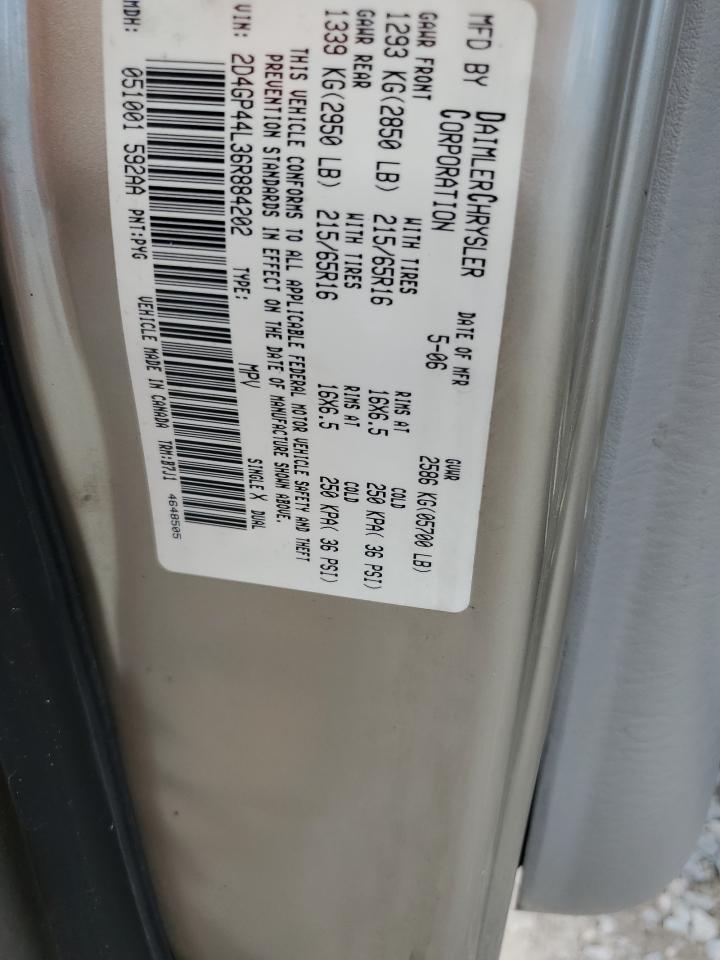 MFD BY DAIMLERCHRYSLER CORPORATION
DATE OF MFR 5-06
GVWR 2586 KG(05700 LB)
GAWR FRONT WITH TIRES RIMS AT COLD
1293 KG(2850 LB) 215/65R16 16X6.5 250 KPA( 36 PSI)
GAWR REAR WITH TIRES RIMS AT COLD
1339 KG(2950 LB) 215/65R16 16X6.5 250 KPA( 36 PSI)
THIS VEHICLE CONFORMS TO ALL APPLICABLE FEDERAL MOTOR VEHICLE SAFETY AND THEFT
PREVENTION STANDARDS IN EFFECT ON THE DATE OF MANUFACTURE SHOWN ABOVE.
VIN: 2D4GP44L36R884202 TYPE: MPV SINGLE X DUAL
MDH: 051001 592AA PNT:PYG VEHICLE MADE IN CANADA TRM:B7J1 4648505